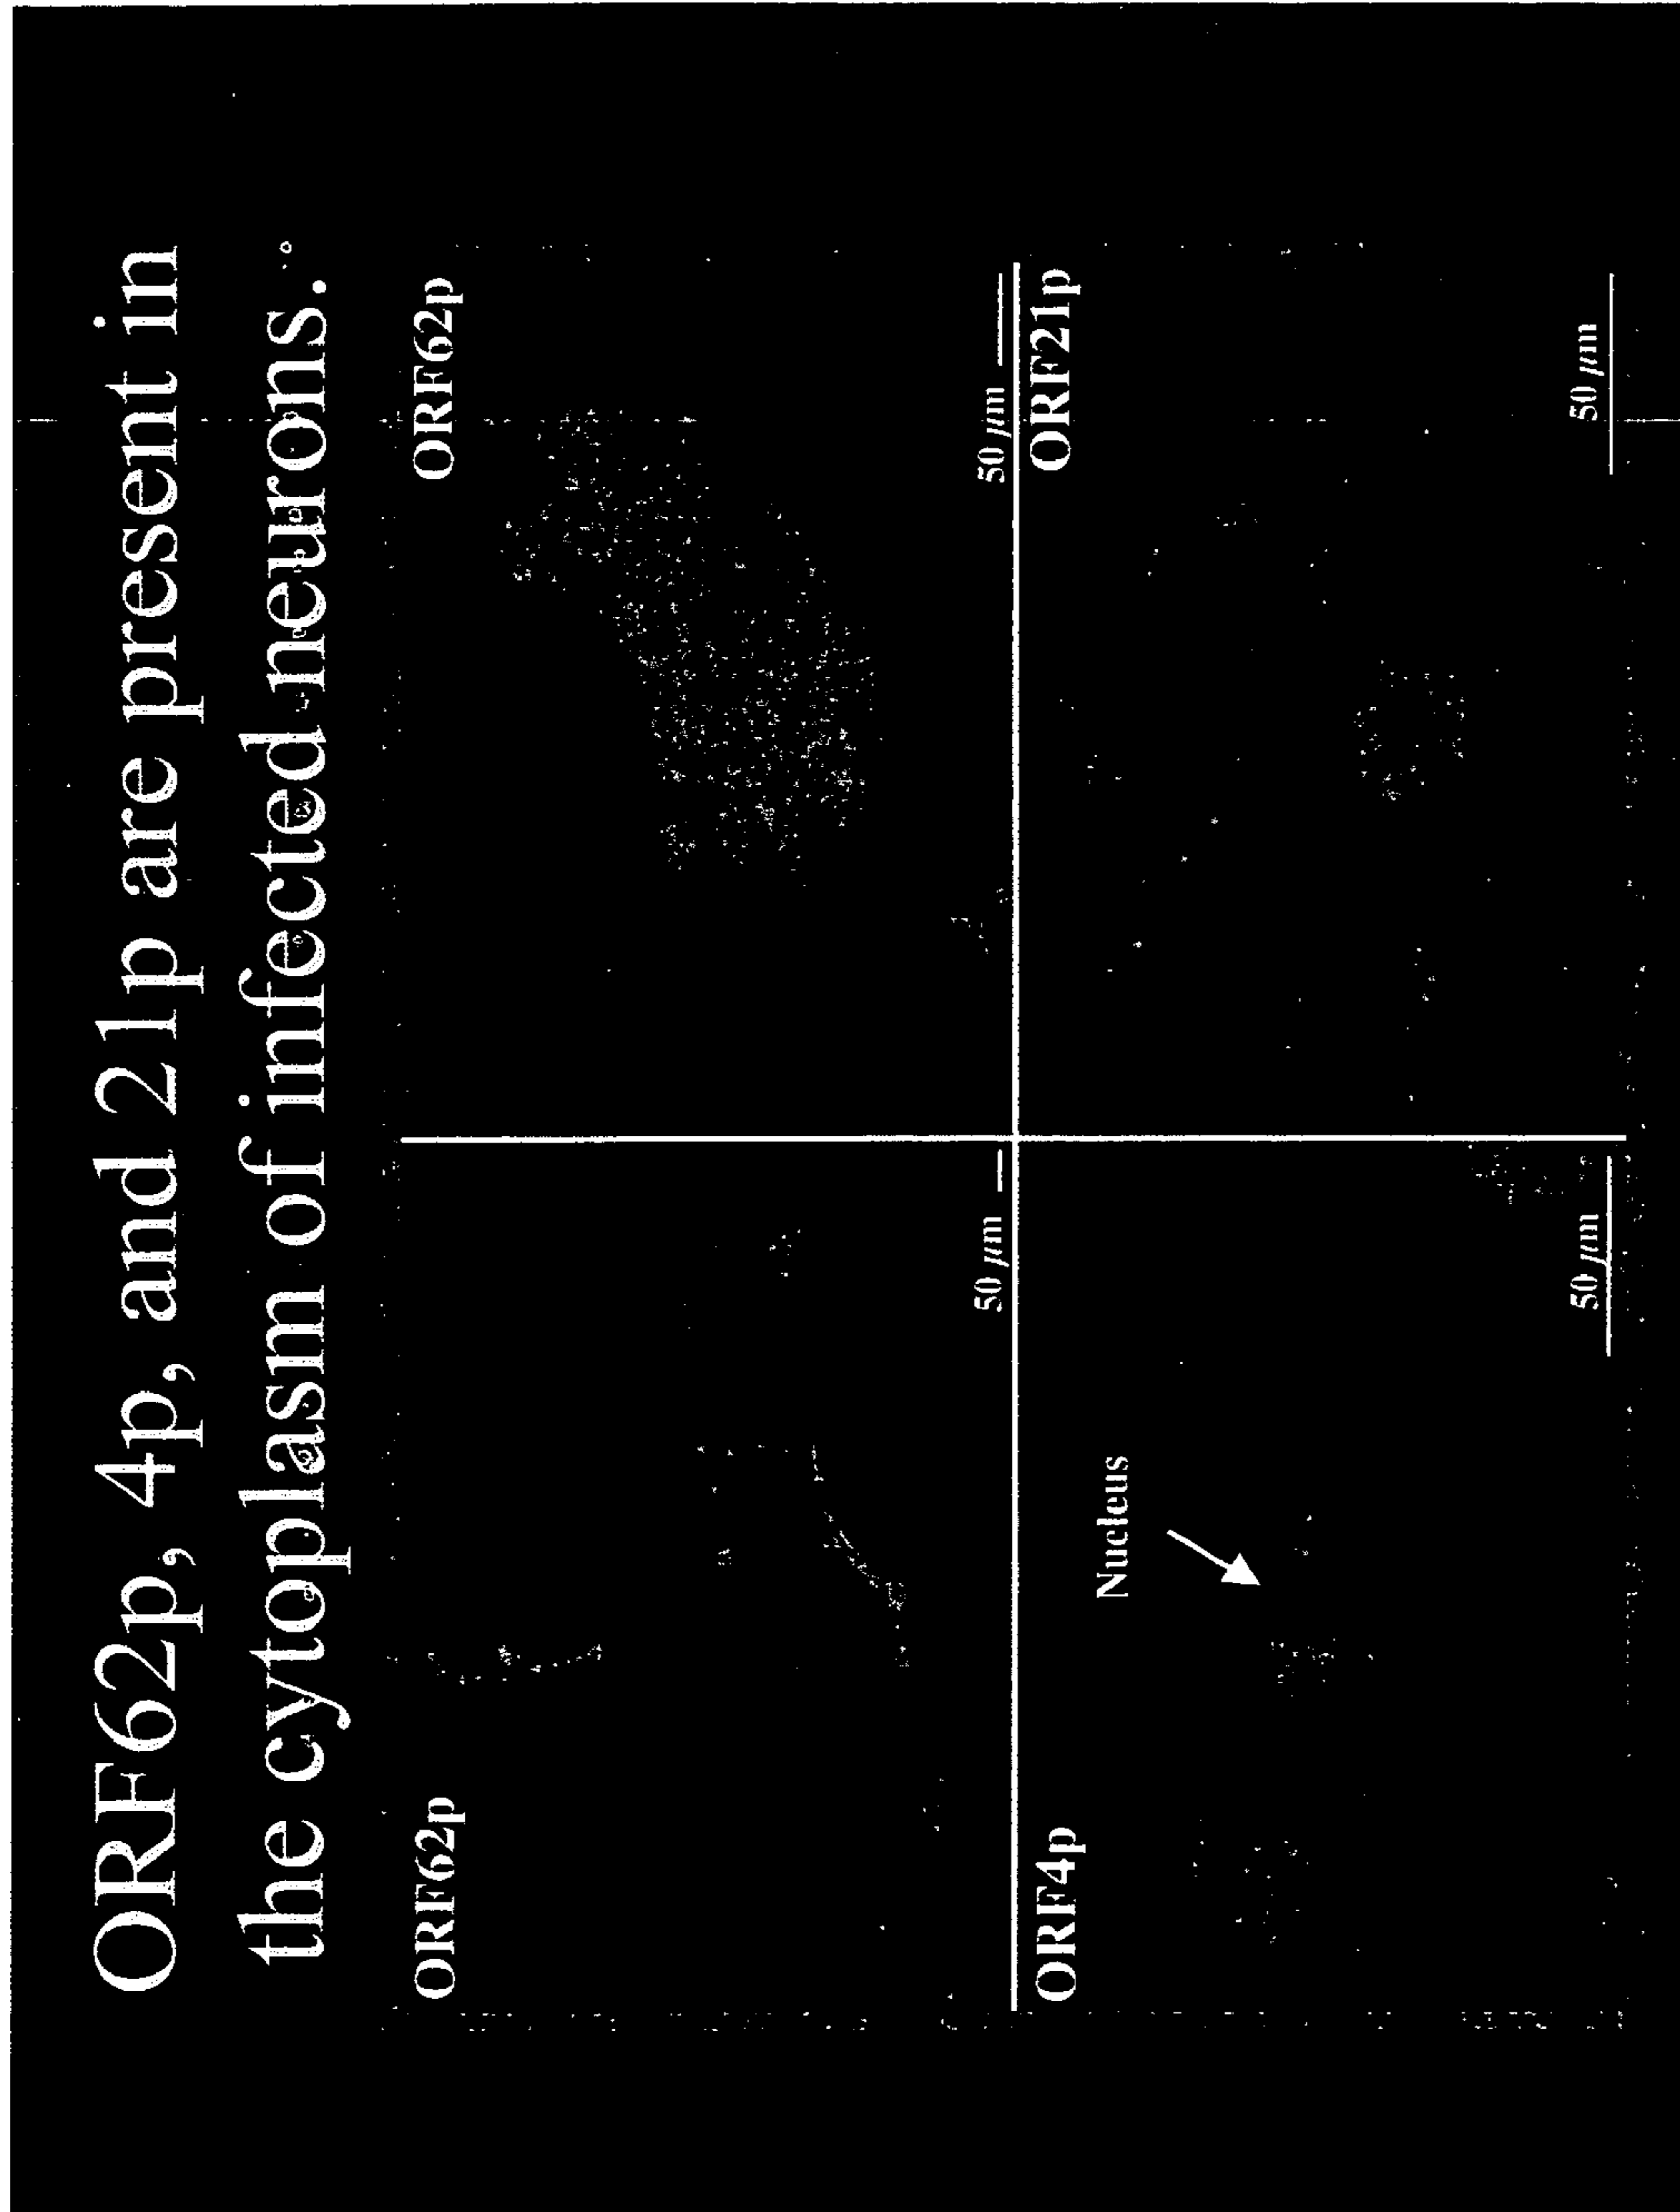 ORF62p, 4p, and 21p are present in
the cytoplasm of infected neurons.
ORF62p
50 µm
ORF62p
50 µm
ORF4p
Nucleus
50 µm
ORF21p
50 µm